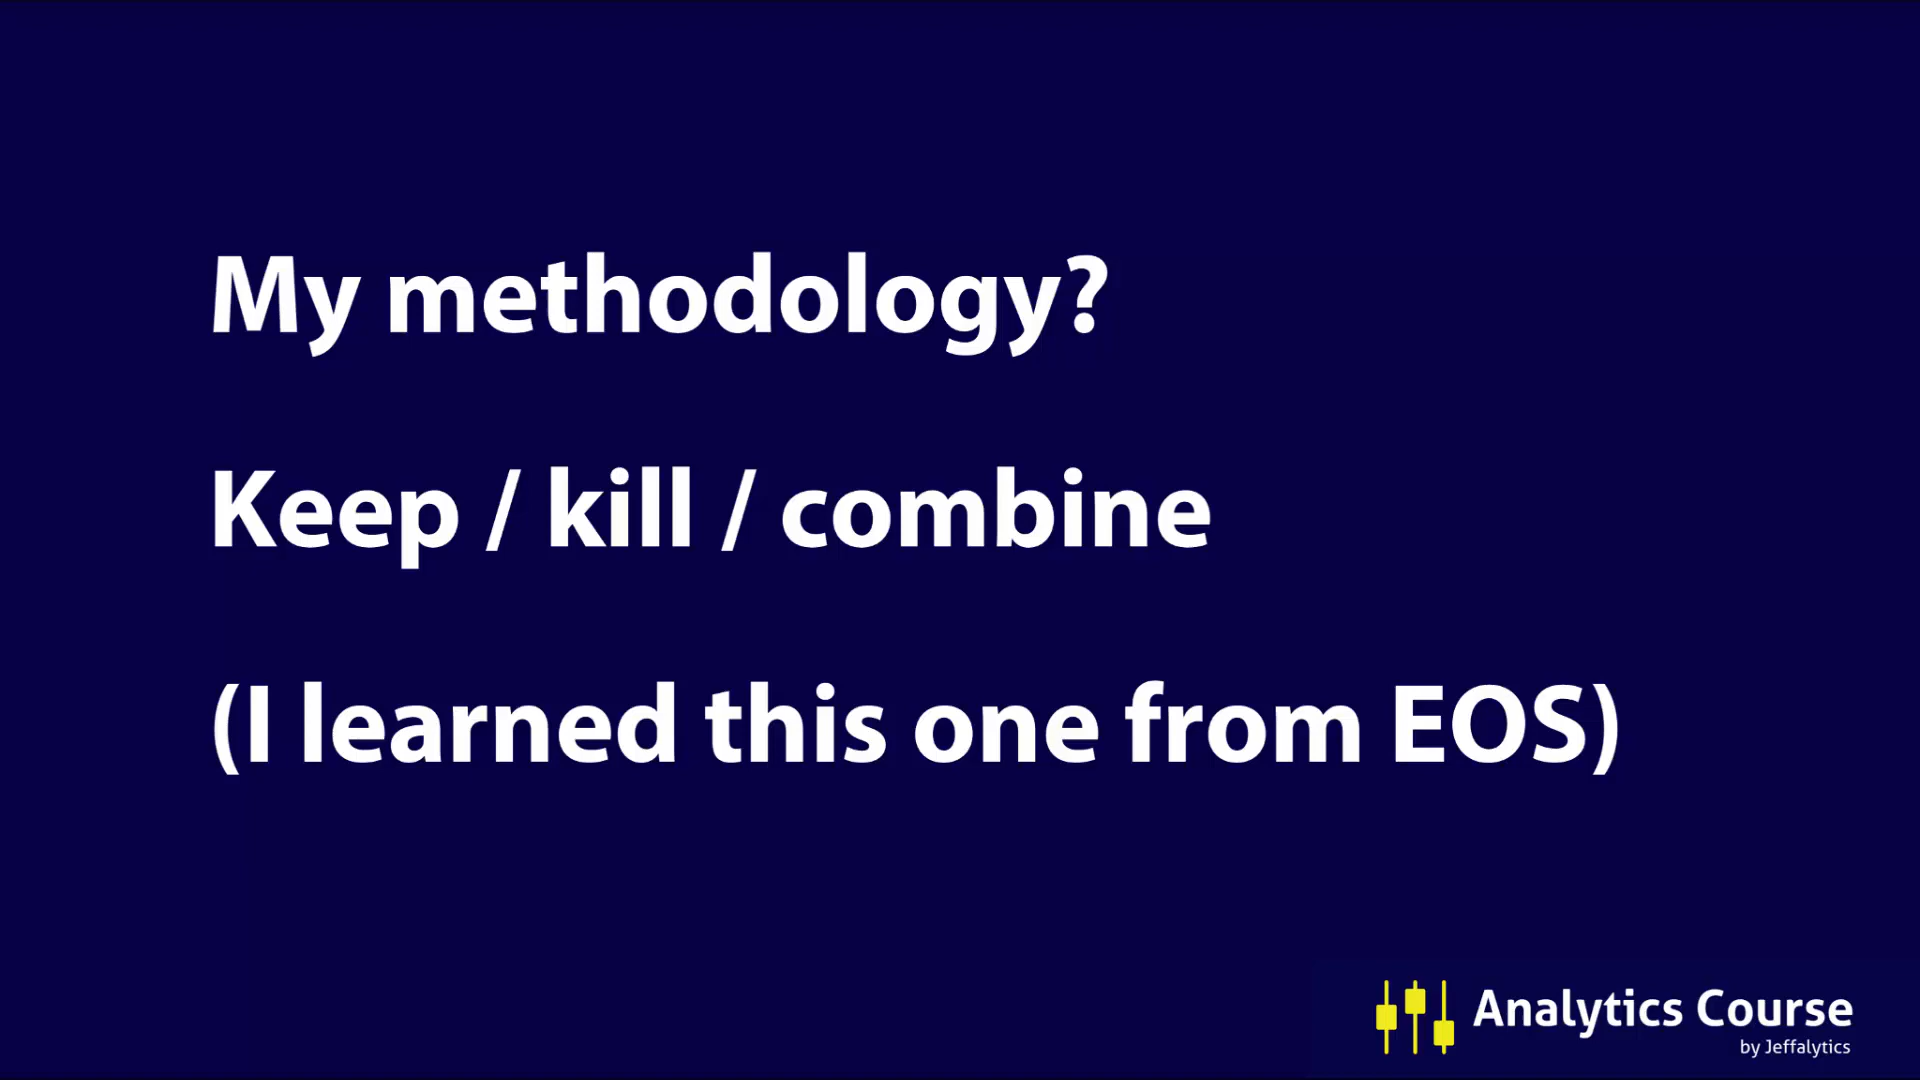 My methodology?
Keep / kill / combine
(I learned this one from EOS)
Analytics Course
by Jeffalytics